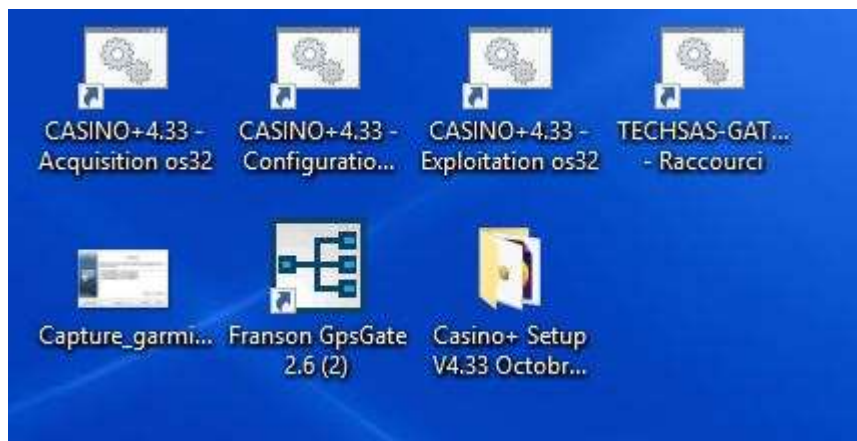 CASINO+4.33 -
Acquisition os32
CASINO+4.33 -
Configuratio...
CASINO+4.33 -
Exploitation os32
TECHSAS-GAT...
- Raccourci
Capture_garmi...
Franson GpsGate
2.6 (2)
Casino+ Setup
V4.33 Octobr...